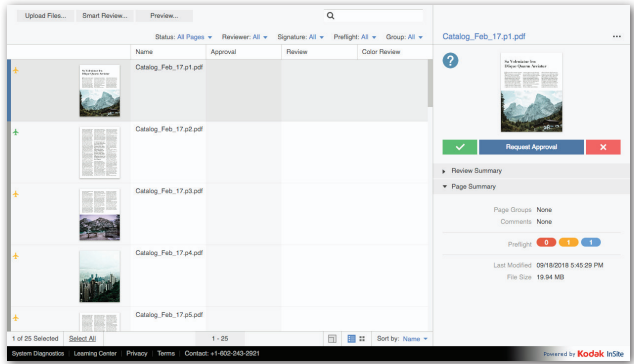 Upload Files... Smart Review... Preview...
Status: All Pages Reviewer: All Signature: All Preflight: All Group: All
Name Approval Review Color Review
Catalog_Feb_17.p1.pdf
Catalog_Feb_17.p2.pdf
Catalog_Feb_17.p3.pdf
Catalog_Feb_17.p4.pdf
Catalog_Feb_17.p5.pdf
1 of 25 Selected Select All 1 - 25 Sort by: Name
Catalog_Feb_17.p1.pdf ...
?
Request Approval
Review Summary
Page Summary
Page Groups None
Comments None
Preflight 0 1 1
Last Modified 09/18/2018 5:45:29 PM
File Size 19.94 MB
System Diagnostics Learning Center Privacy Terms Contact: +1-602-243-2921
Powered by Kodak InSite